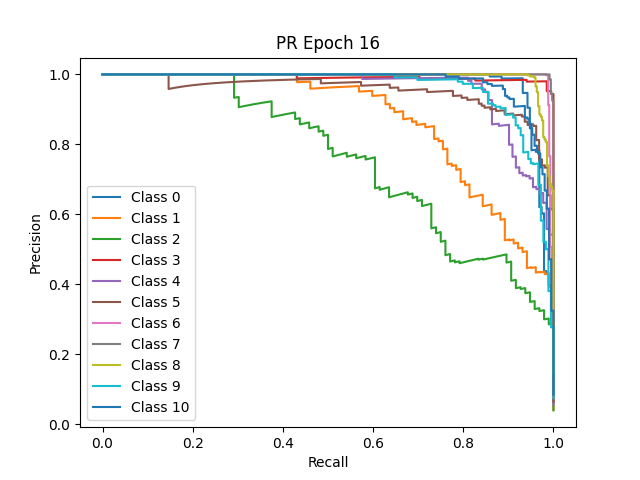 PR Epoch 16
Precision
1.0
0.8
0.6
0.4
0.2
0.0
Class 0
Class 1
Class 2
Class 3
Class 4
Class 5
Class 6
Class 7
Class 8
Class 9
Class 10
0.0 0.2 0.4 0.6 0.8 1.0
Recall